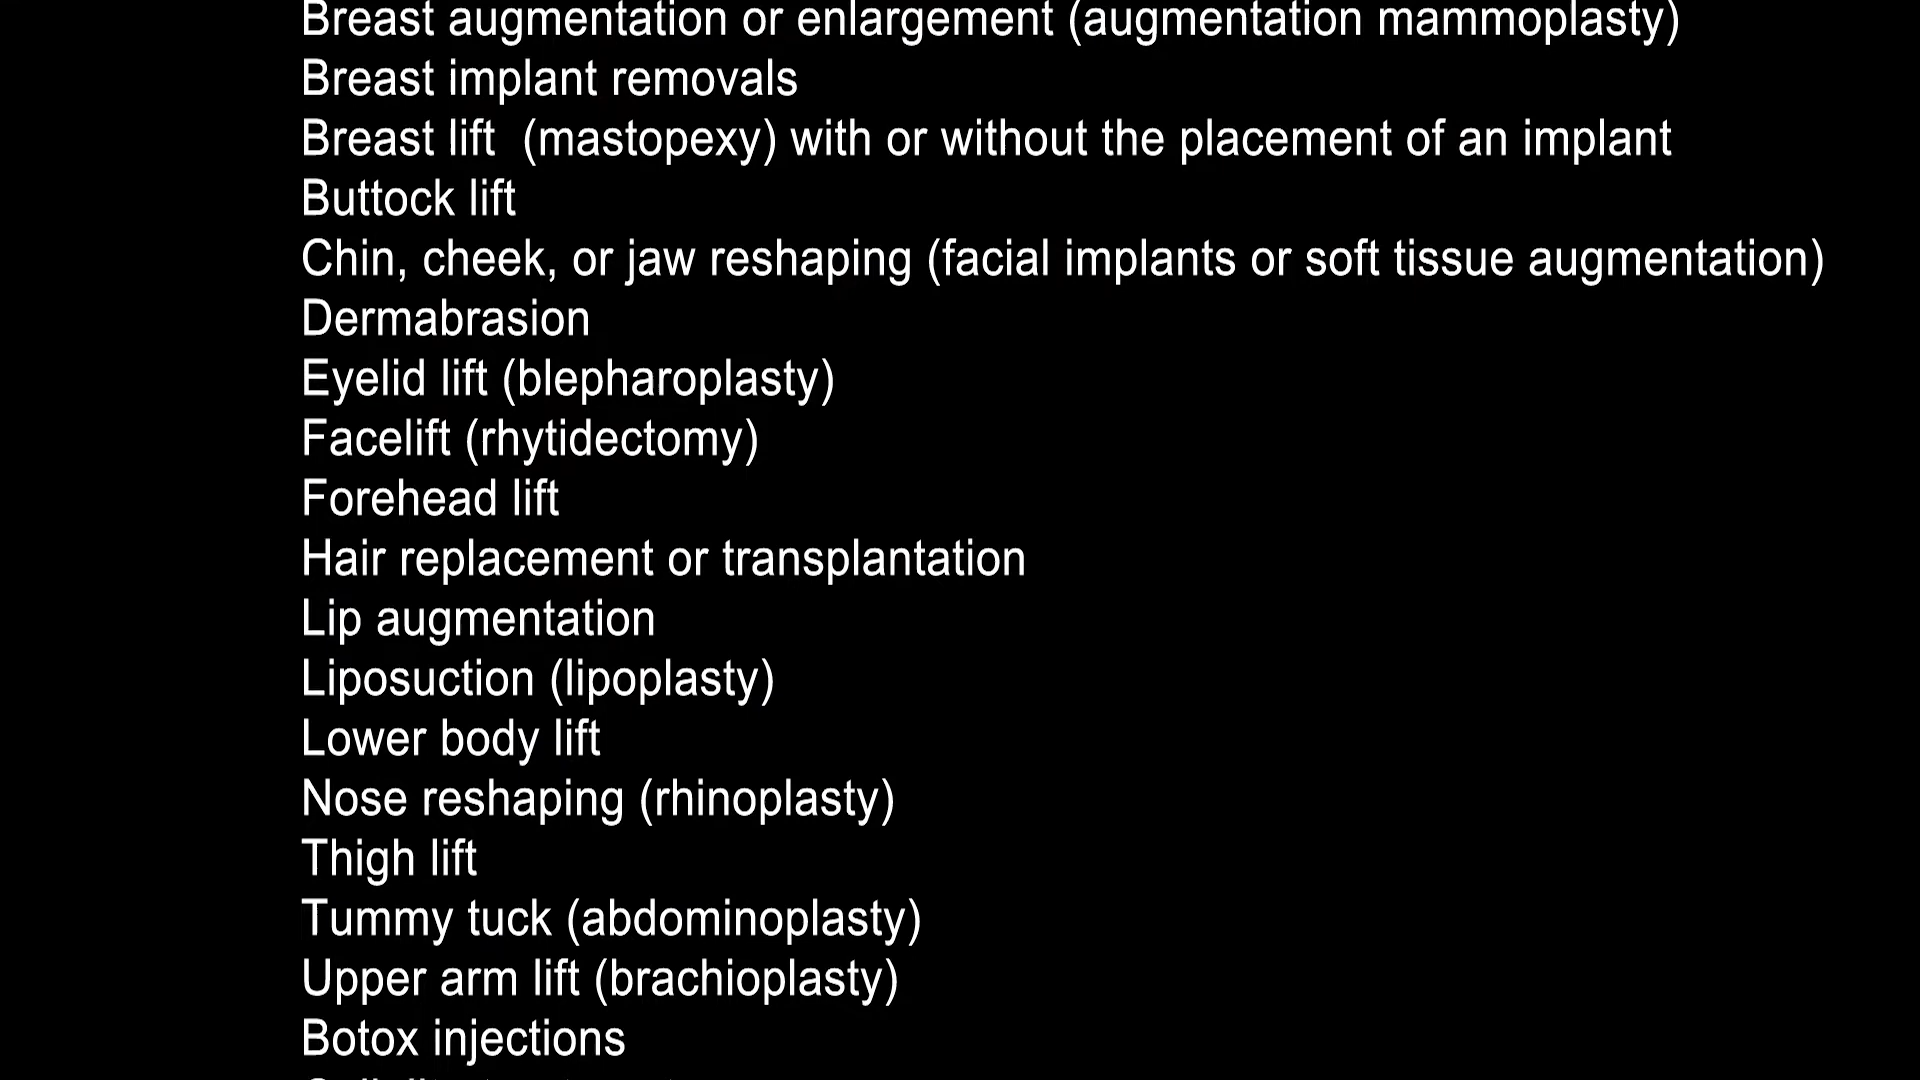 Breast augmentation or enlargement (augmentation mammoplasty)
Breast implant removals
Breast lift  (mastopexy) with or without the placement of an implant
Buttock lift
Chin, cheek, or jaw reshaping (facial implants or soft tissue augmentation)
Dermabrasion
Eyelid lift (blepharoplasty)
Facelift (rhytidectomy)
Forehead lift
Hair replacement or transplantation
Lip augmentation
Liposuction (lipoplasty)
Lower body lift
Nose reshaping (rhinoplasty)
Thigh lift
Tummy tuck (abdominoplasty)
Upper arm lift (brachioplasty)
Botox injections